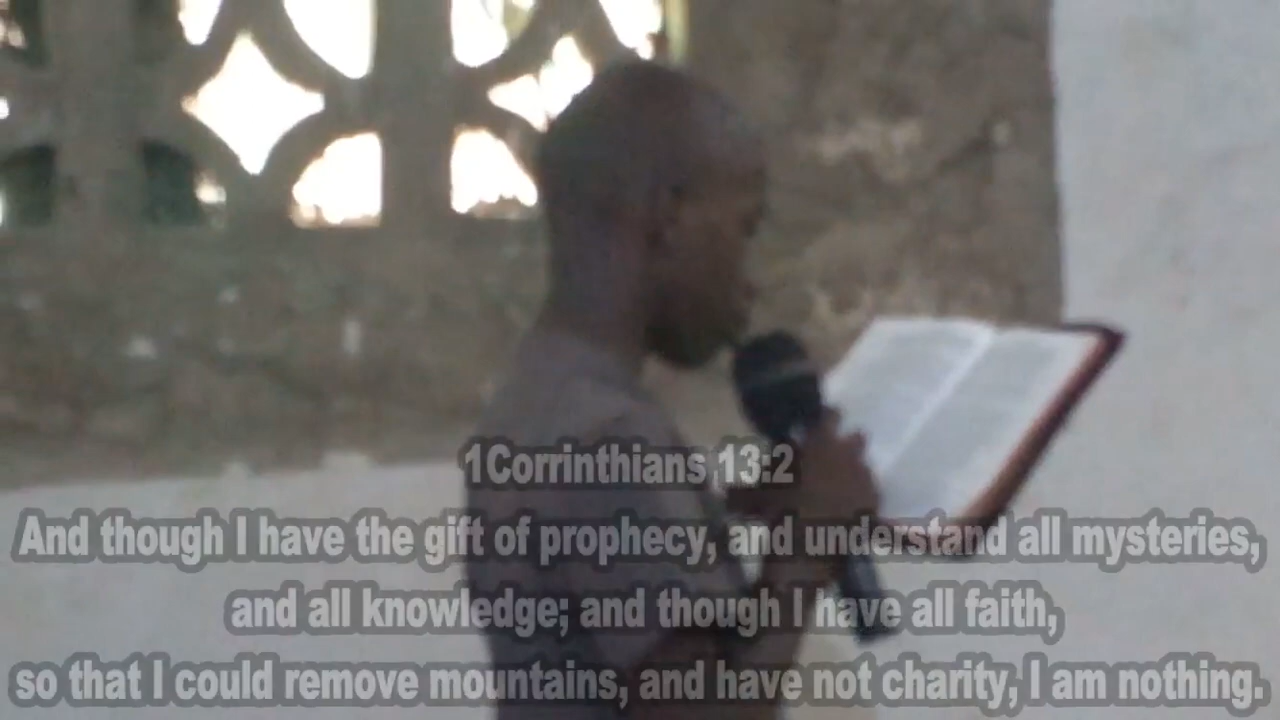 1Corrinthians 13:2
And though I have the gift of prophecy, and understand all mysteries,
and all knowledge; and though I have all faith,
so that I could remove mountains, and have not charity, I am nothing.